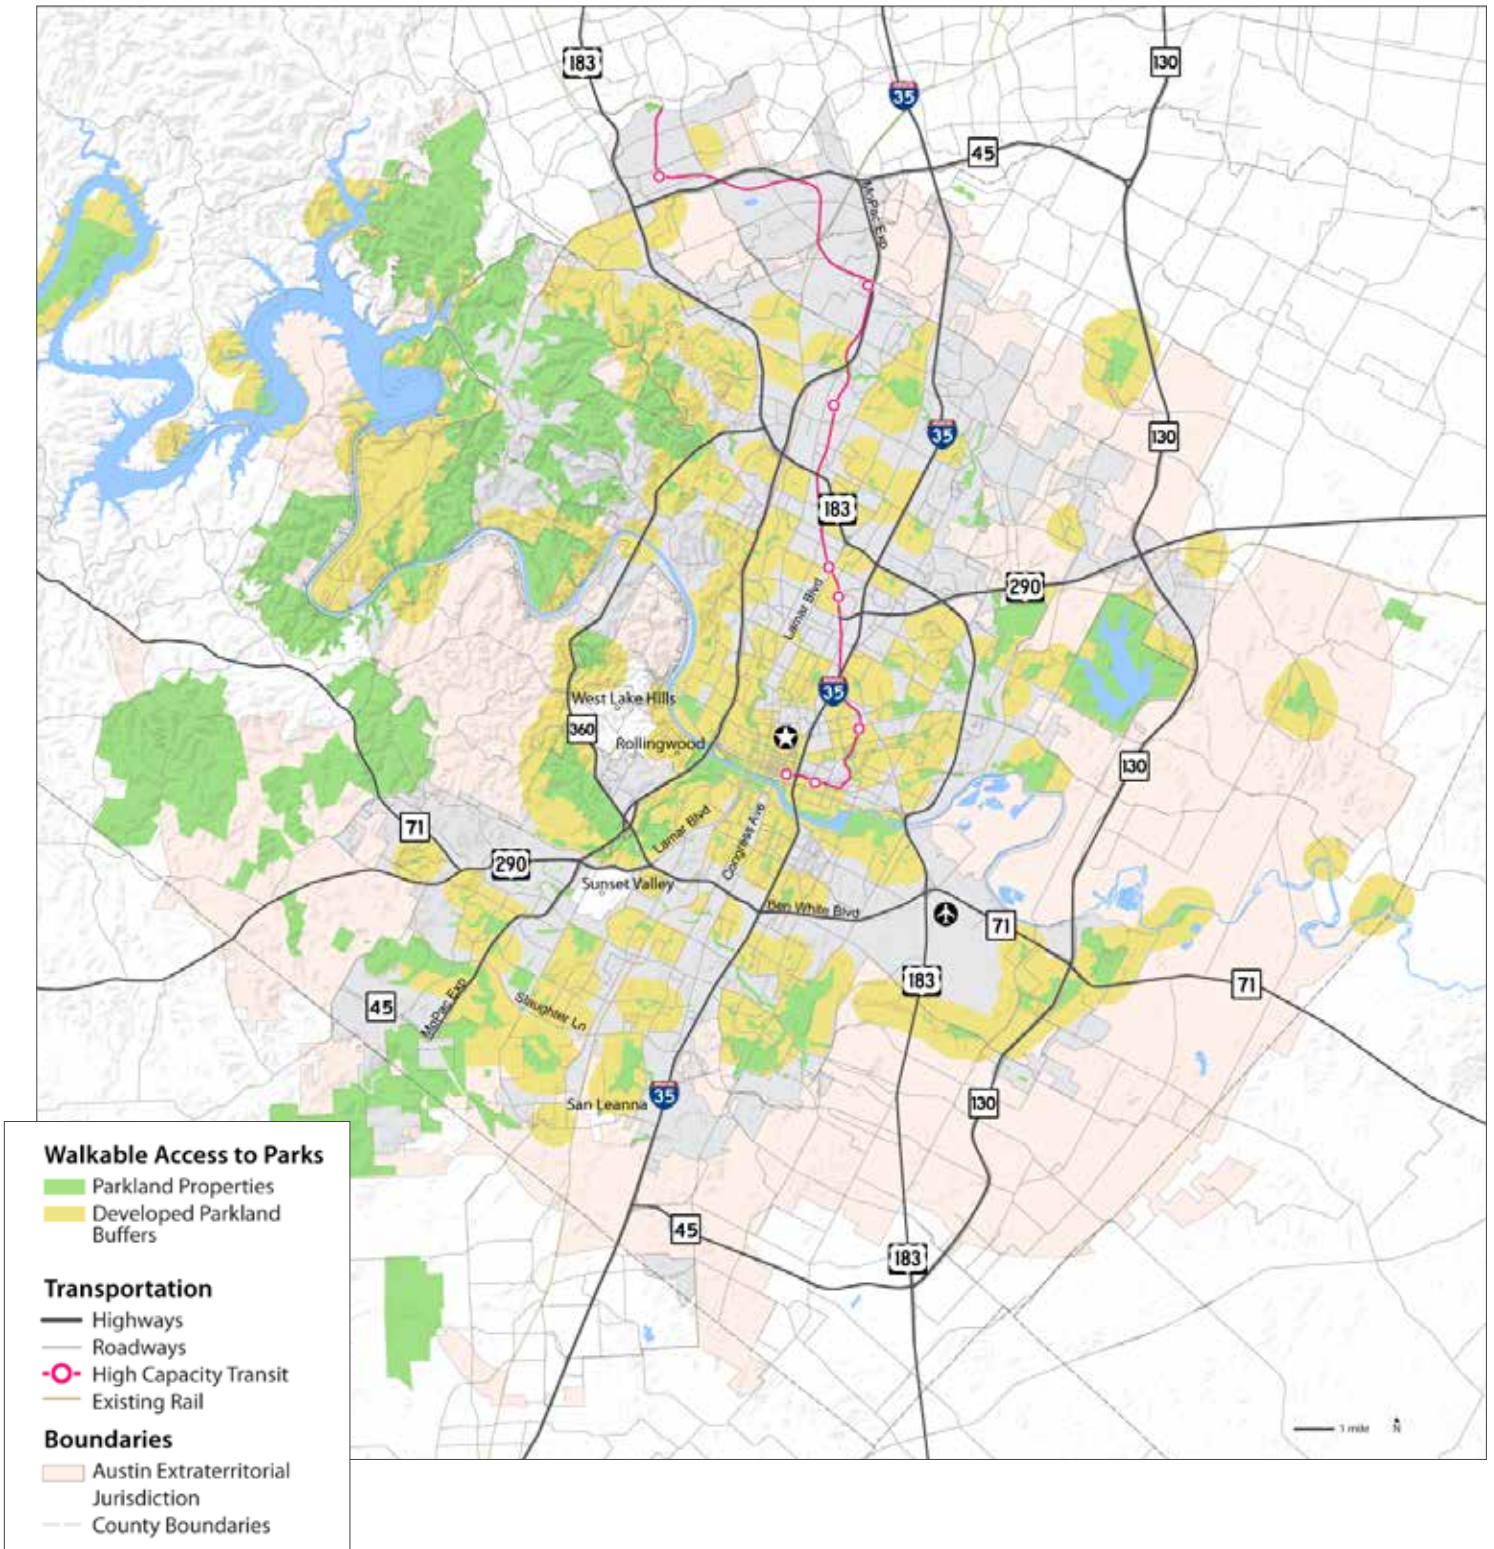 183
35
130
45
MoPac Exp
35
130
183
Lamar Blvd
290
35
West Lake Hills
360
Rollingwood
130
71
Lamar Blvd
Congress Ave
290
Sunset Valley
Ben White Blvd
71
183
71
45
MoPac Exp
Slaughter Ln
35
San Leanna
130
45
183
1 mile
N
Walkable Access to Parks
Parkland Properties
Developed Parkland
Buffers
Transportation
Highways
Roadways
High Capacity Transit
Existing Rail
Boundaries
Austin Extraterritorial
Jurisdiction
County Boundaries